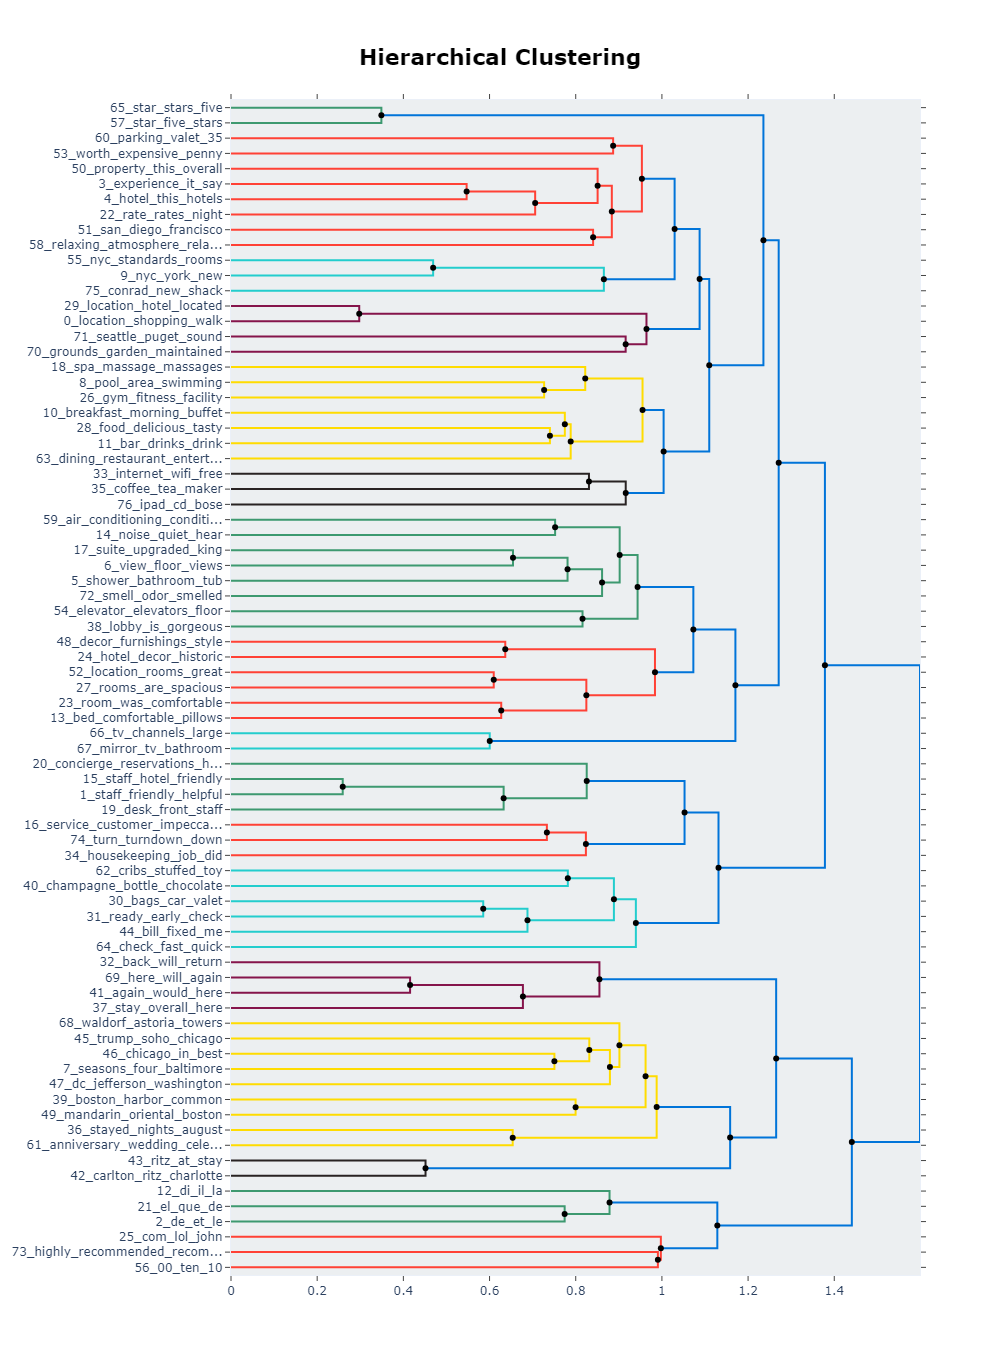 Hierarchical Clustering
65_star_stars_five
57_star_five_stars
60_parking_valet_35
53_worth_expensive_penny
50_property_this_overall
3_experience_it_say
4_hotel_this_hotels
22_rate_rates_night
51_san_diego_francisco
58_relaxing_atmosphere_rela...
55_nyc_standards_rooms
9_nyc_york_new
75_conrad_new_shack
29_location_hotel_located
0_location_shopping_walk
71_seattle_puget_sound
70_grounds_garden_maintained
18_spa_massage_massages
8_pool_area_swimming
26_gym_fitness_facility
10_breakfast_morning_buffet
28_food_delicious_tasty
11_bar_drinks_drink
63_dining_restaurant_entert...
33_internet_wifi_free
35_coffee_tea_maker
76_ipad_cd_bose
59_air_conditioning_conditi...
14_noise_quiet_hear
17_suite_upgraded_king
6_view_floor_views
5_shower_bathroom_tub
72_smell_odor_smelled
54_elevator_elevators_floor
38_lobby_is_gorgeous
48_decor_furnishings_style
24_hotel_decor_historic
52_location_rooms_great
27_rooms_are_spacious
23_room_was_comfortable
13_bed_comfortable_pillows
66_tv_channels_large
67_mirror_tv_bathroom
20_concierge_reservations_h...
15_staff_hotel_friendly
1_staff_friendly_helpful
19_desk_front_staff
16_service_customer_impecca...
74_turn_turndown_down
34_housekeeping_job_did
62_cribs_stuffed_toy
40_champagne_bottle_chocolate
30_bags_car_valet
31_ready_early_check
44_bill_fixed_me
64_check_fast_quick
32_back_will_return
69_here_will_again
41_again_would_here
37_stay_overall_here
68_waldorf_astoria_towers
45_trump_soho_chicago
46_chicago_in_best
7_seasons_four_baltimore
47_dc_jefferson_washington
39_boston_harbor_common
49_mandarin_oriental_boston
36_stayed_nights_august
61_anniversary_wedding_cele...
43_ritz_at_stay
42_carlton_ritz_charlotte
12_di_il_la
21_el_que_de
2_de_et_le
25_com_lol_john
73_highly_recommended_recom...
56_00_ten_10
0 0.2 0.4 0.6 0.8 1 1.2 1.4